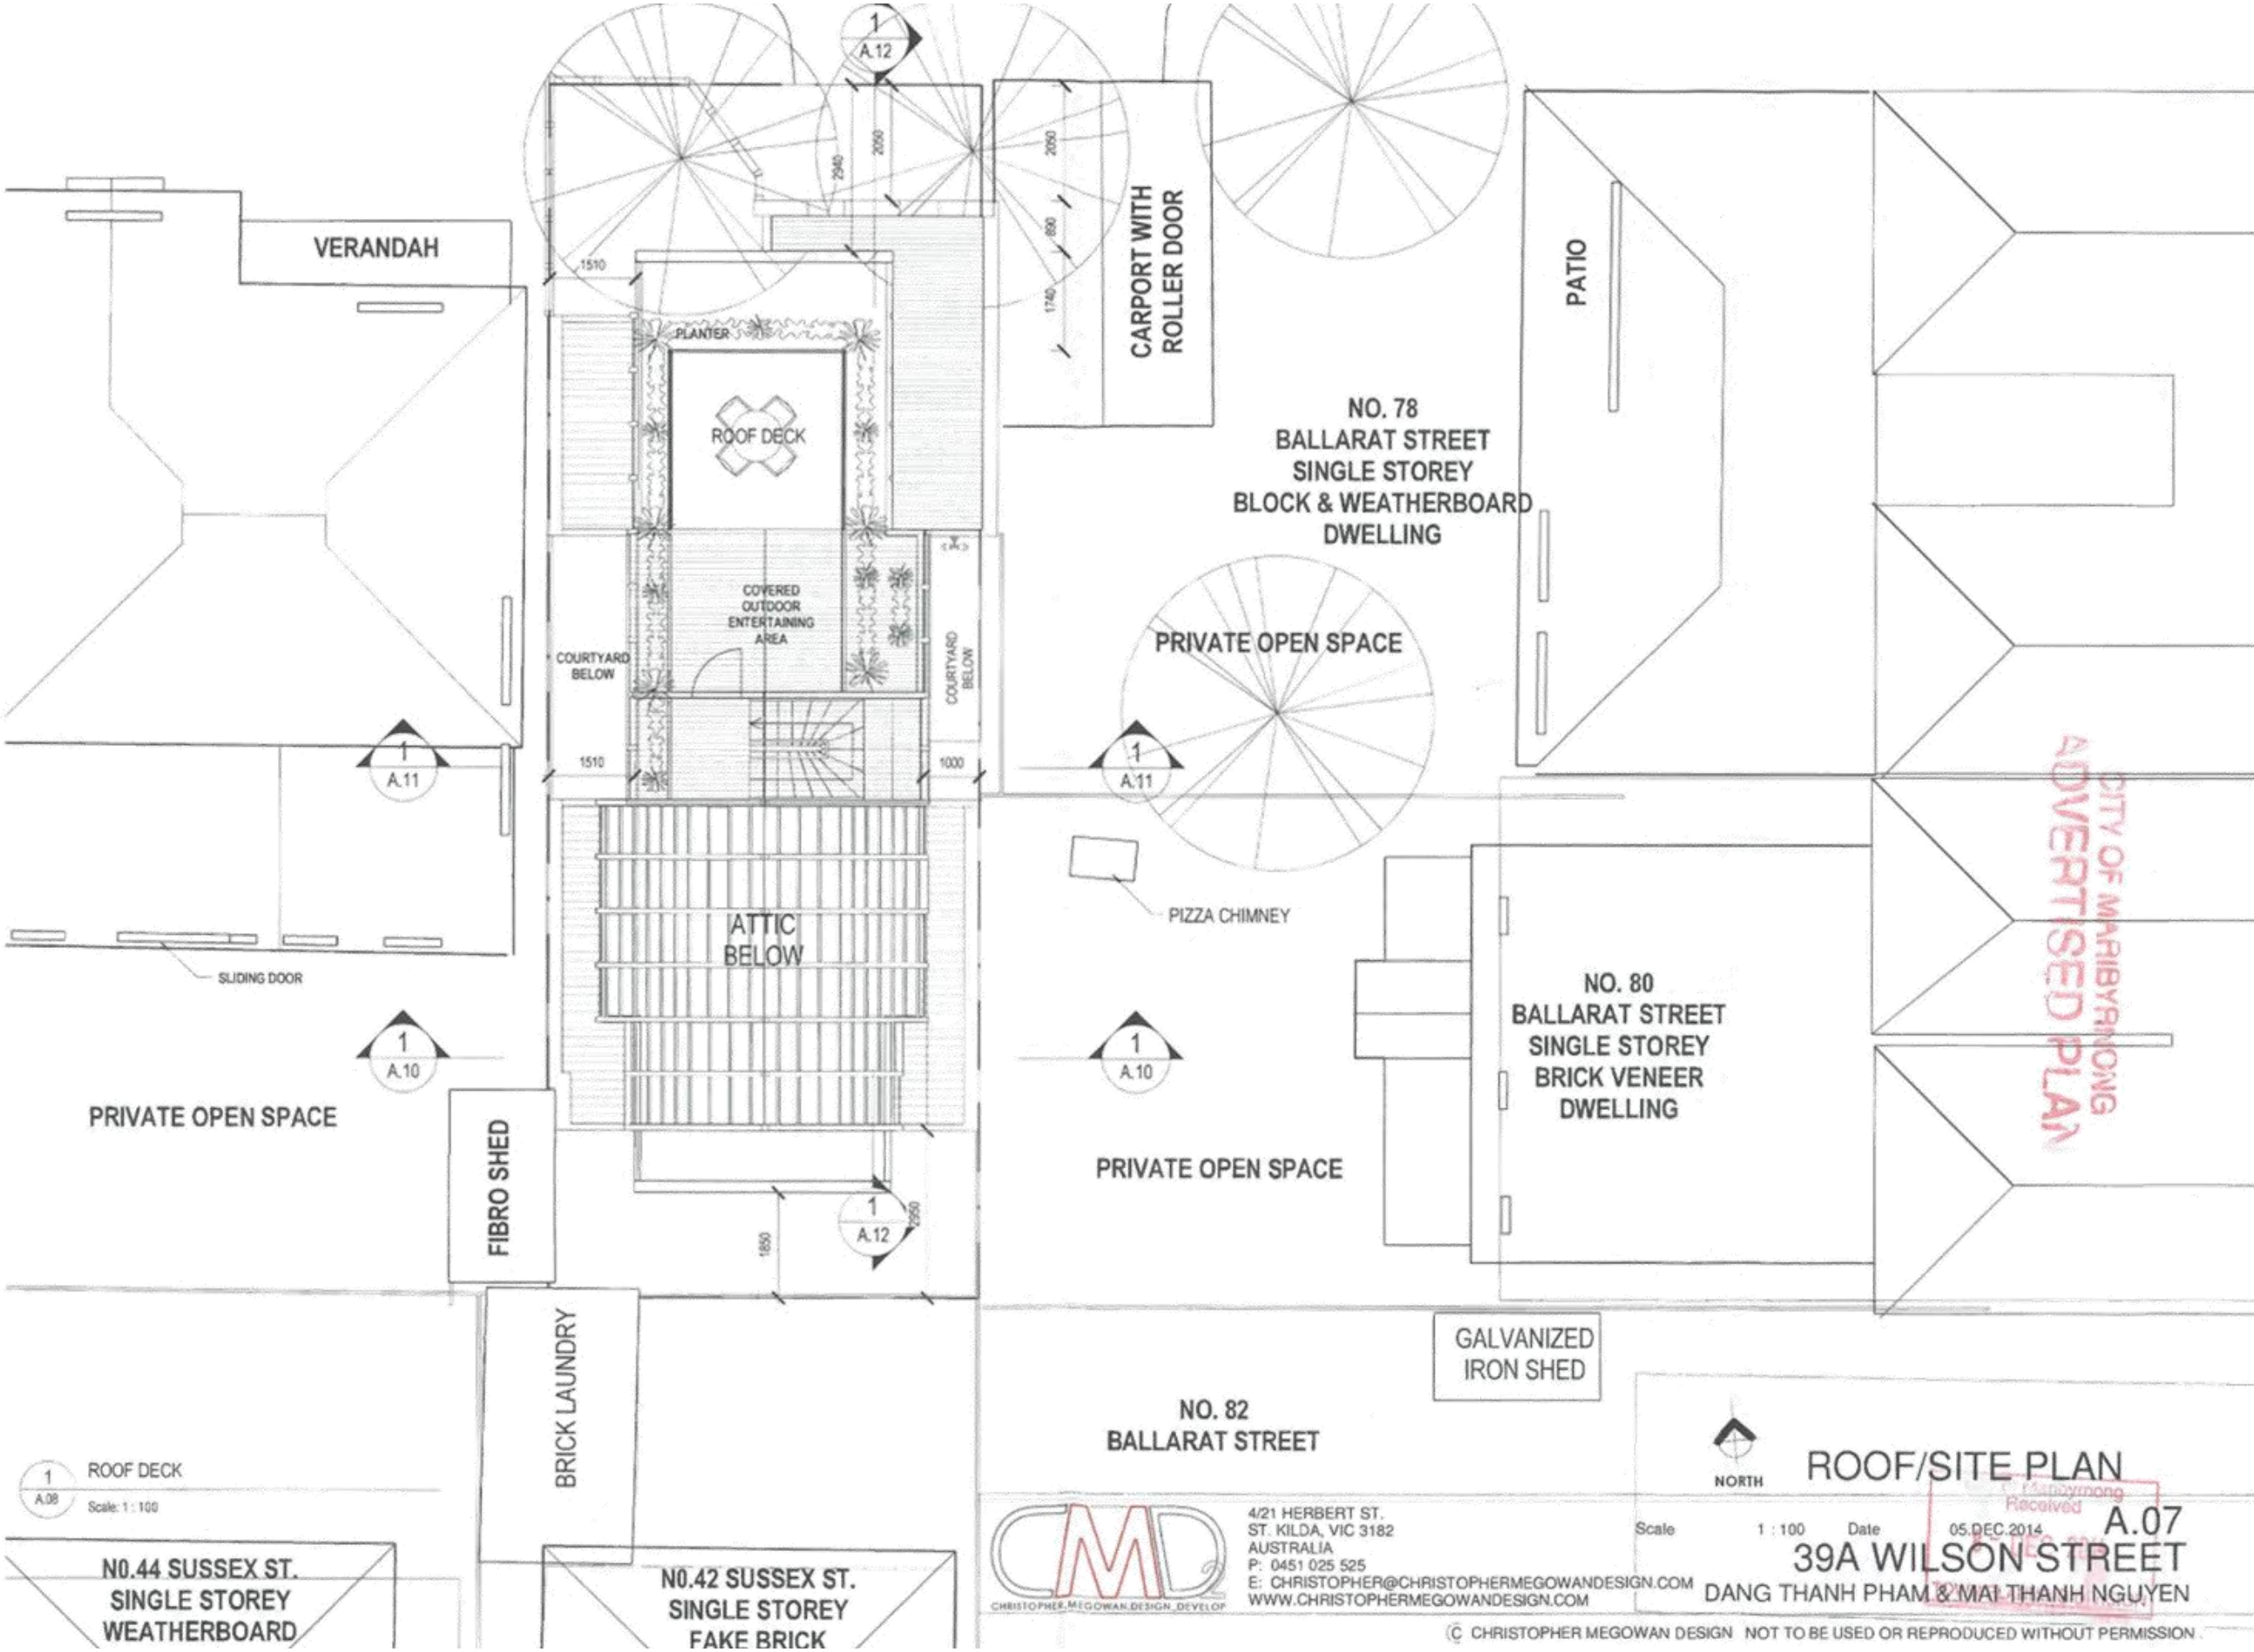 1
A.12
2050
2940
2050
890
1740
VERANDAH
1510
PLANTER
ROOF DECK
CARPORT WITH
ROLLER DOOR
PATIO
NO. 78
BALLARAT STREET
SINGLE STOREY
BLOCK & WEATHERBOARD
DWELLING
COVERED
OUTDOOR
ENTERTAINING
AREA
COURTYARD
BELOW
COURTYARD
BELOW
PRIVATE OPEN SPACE
1
A.11
1510
1000
1
A.11
CITY OF MARIBYRNONG
ADVERTISED PLAN
ATTIC
BELOW
PIZZA CHIMNEY
SLIDING DOOR
NO. 80
BALLARAT STREET
SINGLE STOREY
BRICK VENEER
DWELLING
1
A.10
1
A.10
PRIVATE OPEN SPACE
FIBRO SHED
PRIVATE OPEN SPACE
1
A.12
2950
1850
BRICK LAUNDRY
GALVANIZED
IRON SHED
NO. 82
BALLARAT STREET
1
A.08
ROOF DECK
Scale: 1 : 100
N0.44 SUSSEX ST.
SINGLE STOREY
WEATHERBOARD
N0.42 SUSSEX ST.
SINGLE STOREY
FAKE BRICK
CMD2
CHRISTOPHER.MEGOWAN.DESIGN_DEVELOP
4/21 HERBERT ST.
ST. KILDA, VIC 3182
AUSTRALIA
P: 0451 025 525
E: CHRISTOPHER@CHRISTOPHERMEGOWANDESIGN.COM
WWW.CHRISTOPHERMEGOWANDESIGN.COM
NORTH
ROOF/SITE PLAN
Received
Scale 1 : 100 Date 05.DEC.2014 A.07
39A WILSON STREET
DANG THANH PHAM & MAI THANH NGUYEN
© CHRISTOPHER MEGOWAN DESIGN NOT TO BE USED OR REPRODUCED WITHOUT PERMISSION